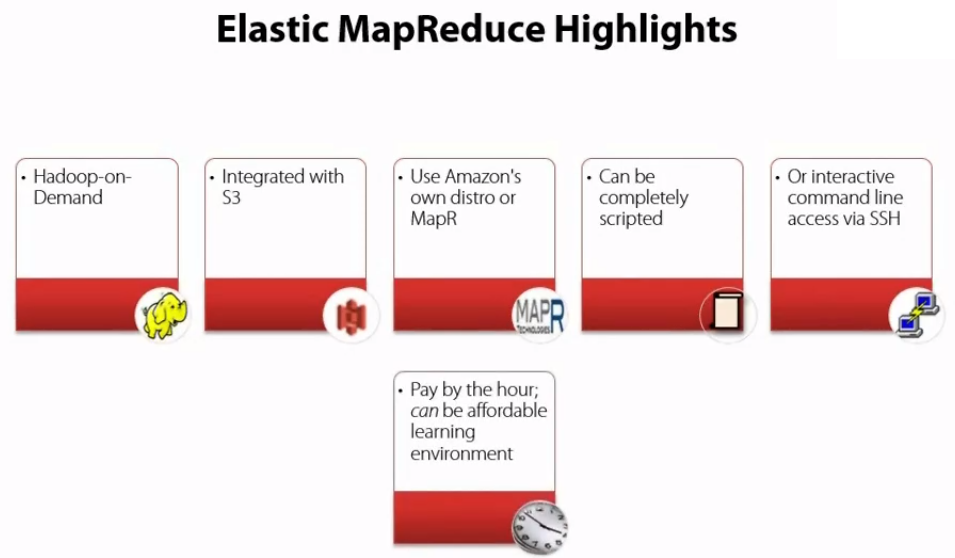 Elastic MapReduce Highlights
• Hadoop-on-
Demand
• Integrated with
S3
• Use Amazon's
own distro or
MapR
• Can be
completely
scripted
• Or interactive
command line
access via SSH
MAPR
TECHNOLOGIES
• Pay by the hour;
can be affordable
learning
environment